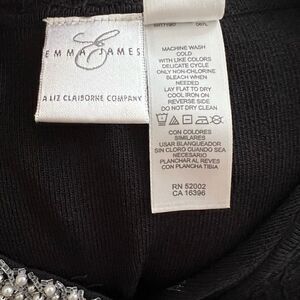 E
EMMA JAMES
A LIZ CLAIBORNE COMPANY
MACHINE WASH
COLD
WITH LIKE COLORS
DELICATE CYCLE
ONLY NON-CHLORINE
BLEACH WHEN
NEEDED
LAY FLAT TO DRY
COOL IRON ON
REVERSE SIDE
DO NOT DRY CLEAN
CON COLORES
SIMILARES
USAR BLANQUEADOR
SIN CLORO SI ES
NECESARIO
PLANCHAR AL REVES
CON PLANCHA TIBIA
RN 52002
CA 16396